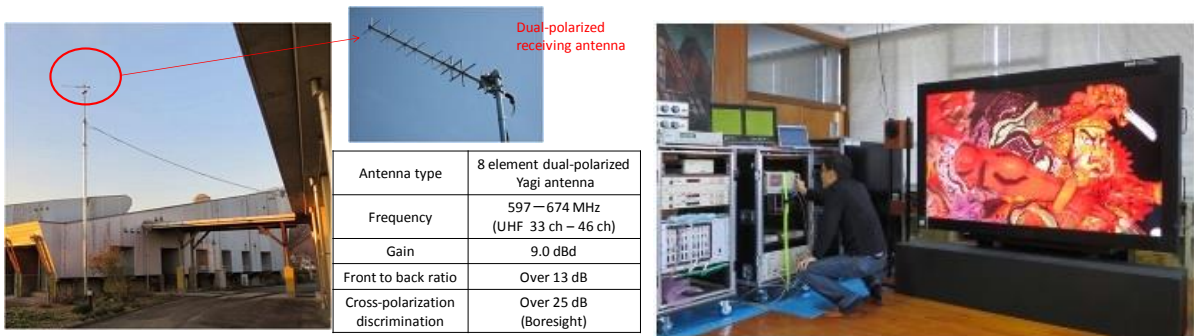 Dual-polarized
receiving antenna
Antenna type
8 element dual-polarized
Yagi antenna
Frequency
597－674 MHz
(UHF 33 ch – 46 ch)
Gain
9.0 dBd
Front to back ratio
Over 13 dB
Cross-polarization
discrimination
Over 25 dB
(Boresight)